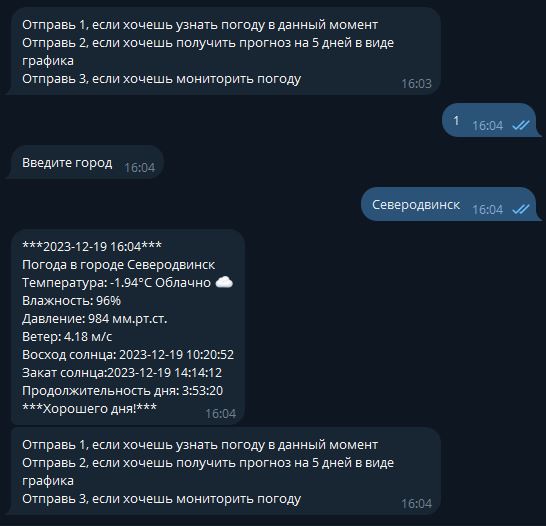 Отправь 1, если хочешь узнать погоду в данный момент
Отправь 2, если хочешь получить прогноз на 5 дней в виде
графика
Отправь 3, если хочешь мониторить погоду
16:03
1 16:04
Введите город 16:04
Северодвинск 16:04
***2023-12-19 16:04***
Погода в городе Северодвинск
Температура: -1.94°C Облачно ☁️
Влажность: 96%
Давление: 984 мм.рт.ст.
Ветер: 4.18 м/с
Восход солнца: 2023-12-19 10:20:52
Закат солнца:2023-12-19 14:14:12
Продолжительность дня: 3:53:20
***Хорошего дня!***
16:04
Отправь 1, если хочешь узнать погоду в данный момент
Отправь 2, если хочешь получить прогноз на 5 дней в виде
графика
Отправь 3, если хочешь мониторить погоду
16:04